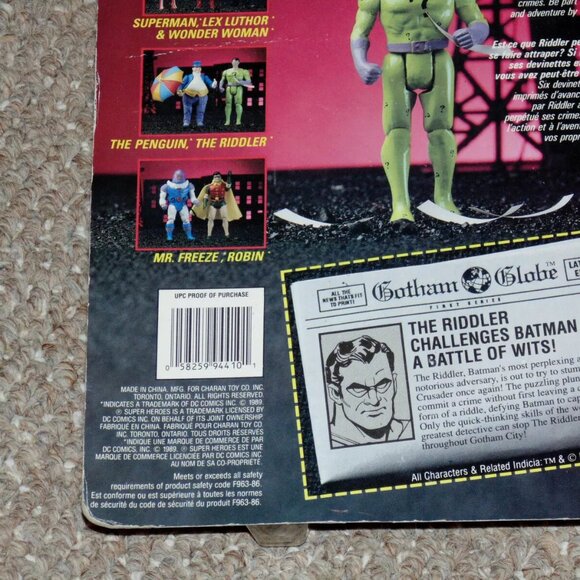 crimes. Be part
and adventure by
SUPERMAN, LEX LUTHOR
& WONDER WOMAN
Est-ce que Riddler pe
se faire attraper? Si
ses devinettes e
vous avez peut-être
Six devinet
imprimés d'avanc
par Riddler a
perpétué ses crimes
l'action et à l'aven
vos propre
THE PENGUIN,* THE RIDDLER*
MR. FREEZE*, ROBIN*
UPC PROOF OF PURCHASE
0 58259 94410 1
MADE IN CHINA. MFG. FOR CHARAN TOY CO. INC.
TORONTO, ONTARIO. ALL RIGHTS RESERVED.
*INDICATES A TRADEMARK OF DC COMICS INC. © 1989.
℗ SUPER HEROES IS A TRADEMARK LICENSED BY
DC COMICS INC. ON BEHALF OF ITS JOINT OWNERSHIP.
FABRIQUÉ EN CHINE. FABRIQUÉ POUR CHARAN TOY CO.
INC. TORONTO, ONTARIO. TOUS DROITS RÉSERVÉS.
*INDIQUE UNE MARQUE DE COMMERCE DE PAR
DC COMICS, INC. © 1989. ℗ SUPER HEROES EST UNE
MARQUE DE COMMERCE LICENCIÉE PAR DC COMICS INC.
AU NOM DE SA CO-PROPRIÉTÉ.
Meets or exceeds all safety
requirements of product safety code F963-86.
Est conforme ou est supérieure à toutes les normes
de sécurité du code de sécurité du produit F963-86.
ALL THE
NEWS THATS FIT
TO PRINT!
Gotham Globe™
FINAL EDITION
LAT
THE RIDDLER
CHALLENGES BATMAN
A BATTLE OF WITS!
The Riddler, Batman's most perplexing
notorious adversary, is out to try to stum
Crusader once again! The puzzling plun
commit a crime without first leaving a
form of a riddle, defying Batman to ca
Only the quick-thinking skills of the w
greatest detective can stop The Riddle
throughout Gotham City!
All Characters & Related Indicia: TM & ©